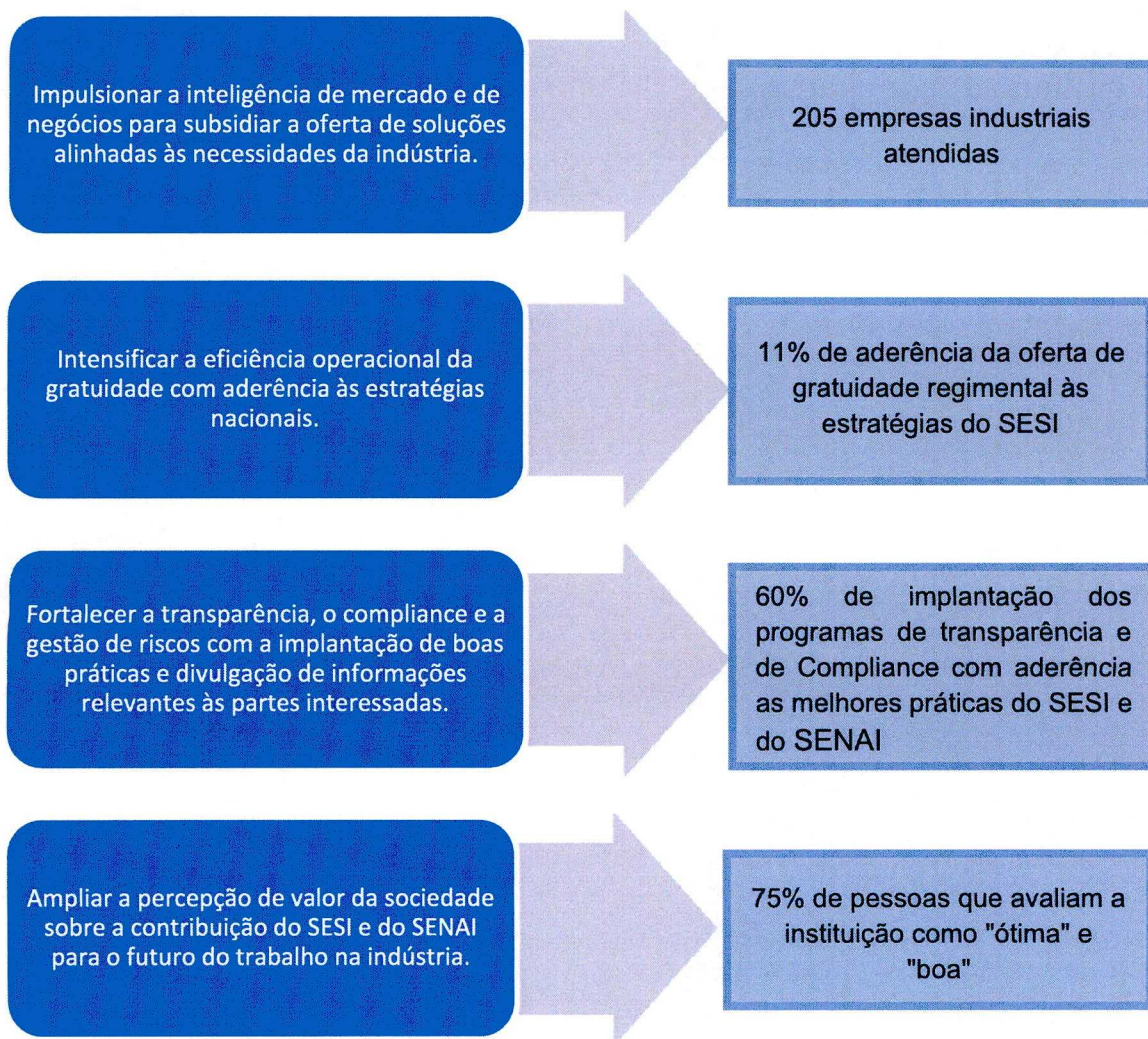 Impulsionar a inteligência de mercado e de
negócios para subsidiar a oferta de soluções
alinhadas às necessidades da indústria.
205 empresas industriais
atendidas
Intensificar a eficiência operacional da
gratuidade com aderência às estratégias
nacionais.
11% de aderência da oferta de
gratuidade regimental às
estratégias do SESI
Fortalecer a transparência, o compliance e a
gestão de riscos com a implantação de boas
práticas e divulgação de informações
relevantes às partes interessadas.
60% de implantação dos
programas de transparência e
de Compliance com aderência
as melhores práticas do SESI e
do SENAI
Ampliar a percepção de valor da sociedade
sobre a contribuição do SESI e do SENAI
para o futuro do trabalho na indústria.
75% de pessoas que avaliam a
instituição como "ótima" e
"boa"